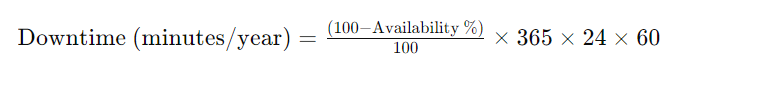 Downtime (minutes/year) = (100−Availability %)/100 × 365 × 24 × 60